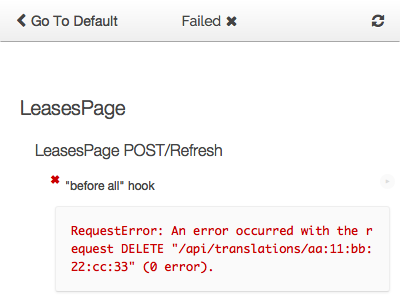 Go To Default Failed ✖
LeasesPage
LeasesPage POST/Refresh
✖ "before all" hook
RequestError: An error occurred with the r
equest DELETE "/api/translations/aa:11:bb:
22:cc:33" (0 error).